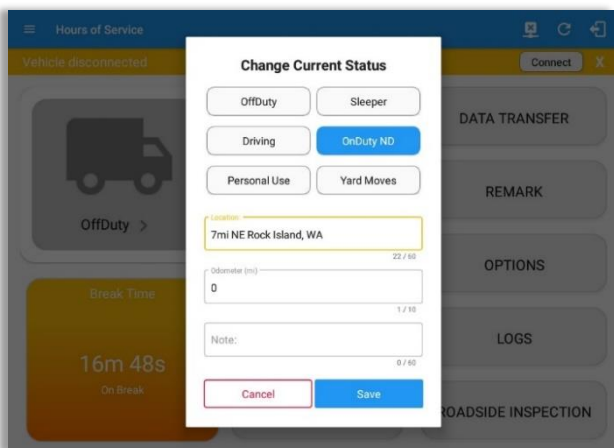 Hours of Service
Vehicle disconnected
Connect X
Change Current Status
OffDuty
Sleeper
Driving
OnDuty ND
Personal Use
Yard Moves
Location
7mi NE Rock Island, WA
22 / 60
Odometer (mi)
0
1 / 10
Note:
0 / 60
Cancel
Save
OffDuty >
Break Time
16m 48s
On Break
DATA TRANSFER
REMARK
OPTIONS
LOGS
ROADSIDE INSPECTION